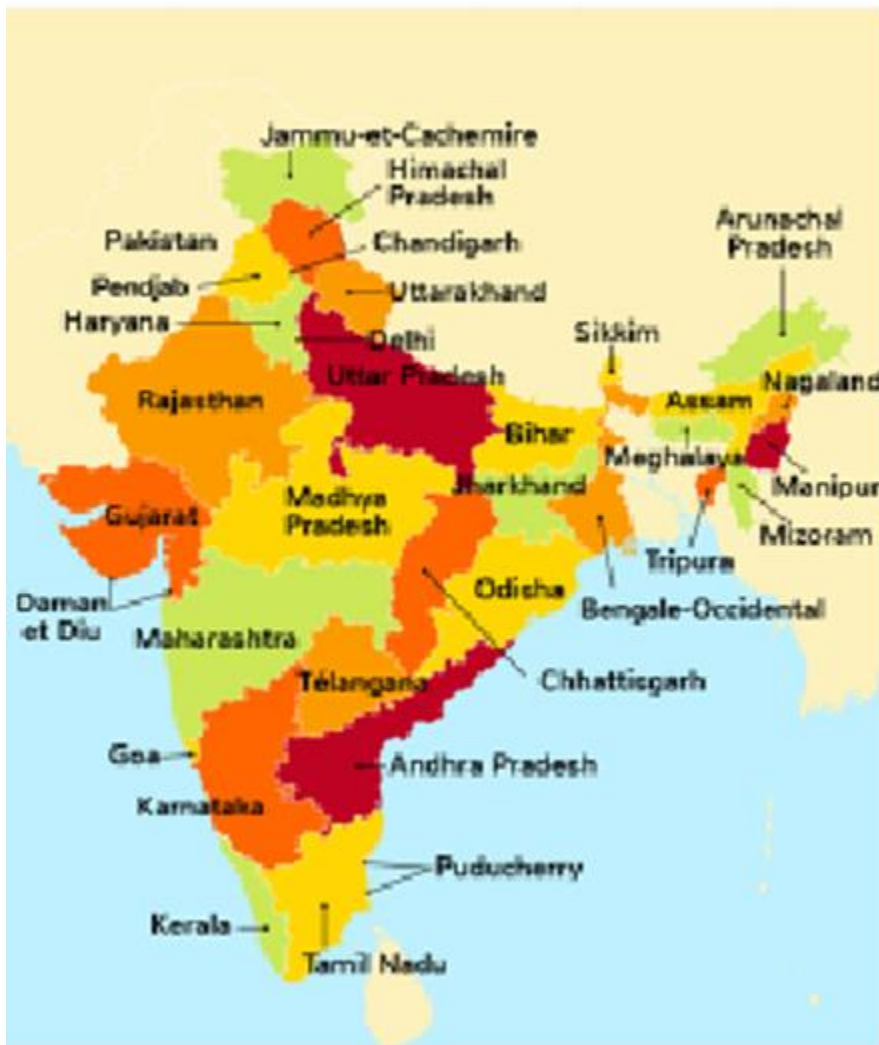 Jammu-et-Cachemire
Himachal
Pradesh
Arunachal
Pradesh
Pakistan
Chandigarh
Pendjab
Uttarakhand
Haryana
Delhi
Sikkim
Uttar Pradesh
Nagaland
Rajasthan
Assam
Bihar
Meghalaya
Jharkhand
Manipur
Madhya
Pradesh
Gujarat
Mizoram
Tripura
Odisha
Daman
et Diu
Bengale-Occidental
Maharashtra
Télangana
Chhattisgarh
Goa
Andhra Pradesh
Karnataka
Puducherry
Kerala
Tamil Nadu